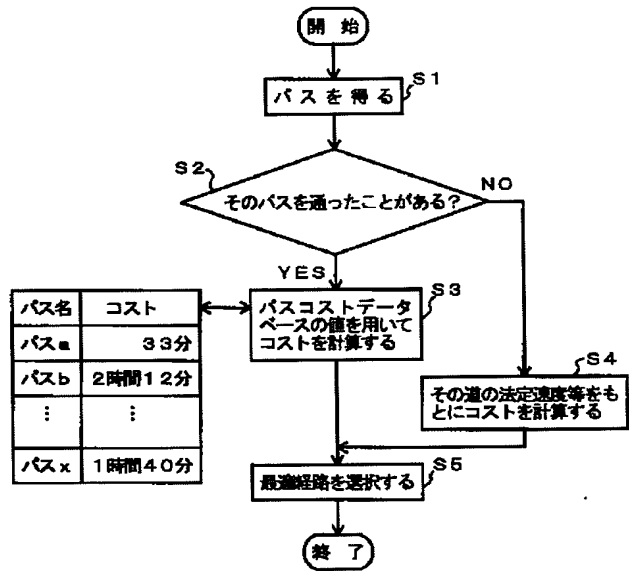 開 始
S1
パスを得る
S2
そのパスを通ったことがある?
NO
YES
S3
パスコストデータ
ベースの値を用いて
コストを計算する
パス名 コスト
パスa 33分
パスb 2時間12分
⋮ ⋮
パスx 1時間40分
S4
その道の法定速度等をも
とにコストを計算する
S5
最適経路を選択する
終 了